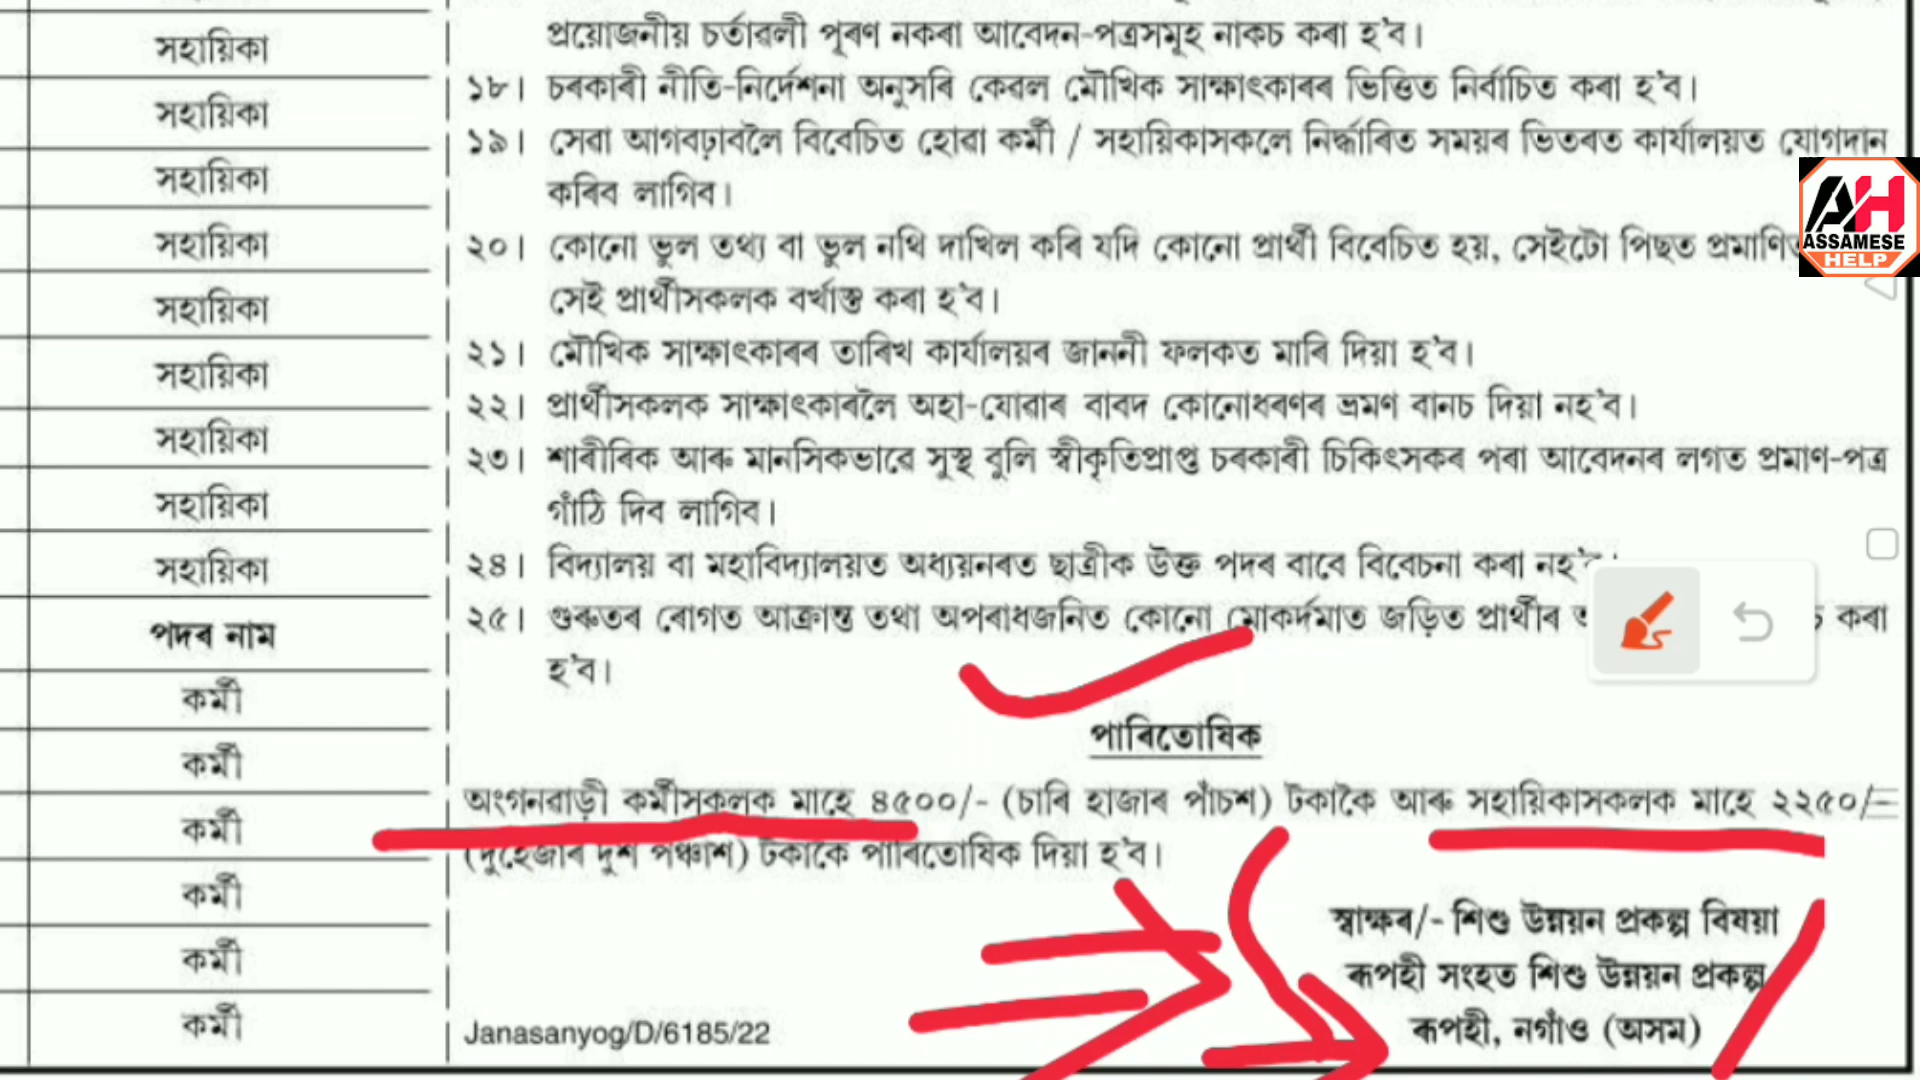 সহায়িকা
সহায়িকা
সহায়িকা
সহায়িকা
সহায়িকা
সহায়িকা
সহায়িকা
সহায়িকা
সহায়িকা
পদৰ নাম
কৰ্মী
কৰ্মী
কৰ্মী
কৰ্মী
কৰ্মী
কৰ্মী
প্ৰয়োজনীয় চৰ্তাৱলী পূৰণ নকৰা আবেদন-পত্ৰসমূহ নাকচ কৰা হ'ব।
১৮। চৰকাৰী নীতি-নিৰ্দেশনা অনুসৰি কেৱল মৌখিক সাক্ষাৎকাৰৰ ভিত্তিত নিৰ্বাচিত কৰা হ'ব।
১৯। সেৱা আগবঢ়াবলৈ বিবেচিত হোৱা কৰ্মী / সহায়িকাসকলে নিৰ্দ্ধাৰিত সময়ৰ ভিতৰত কাৰ্যালয়ত যোগদান
কৰিব লাগিব।
২০। কোনো ভুল তথ্য বা ভুল নথি দাখিল কৰি যদি কোনো প্ৰাৰ্থী বিবেচিত হয়, সেইটো পিছত
সেই প্ৰাৰ্থীসকলক বৰ্খাস্ত কৰা হ'ব।
২১। মৌখিক সাক্ষাৎকাৰৰ তাৰিখ কাৰ্যালয়ৰ জাননী ফলকত মাৰি দিয়া হ'ব।
২২। প্ৰাৰ্থীসকলক সাক্ষাৎকাৰলৈ অহা-যোৱাৰ বাবদ কোনোধৰণৰ ভ্ৰমণ বানচ দিয়া নহ'ব।
২৩। শাৰীৰিক আৰু মানসিকভাৱে সুস্থ বুলি স্বীকৃতিপ্ৰাপ্ত চৰকাৰী চিকিৎসকৰ পৰা আবেদনৰ লগত প্ৰমাণ-পত্ৰ
গাঁঠি দিব লাগিব।
২৪। বিদ্যালয় বা মহাবিদ্যালয়ত অধ্যয়নৰত ছাত্ৰীক উক্ত পদৰ বাবে বিবেচনা কৰা নহ'ব।
২৫। গুৰুতৰ ৰোগত আক্ৰান্ত তথা অপৰাধজনিত কোনো মোকৰ্দমাত জড়িত প্ৰাৰ্থীৰ কৰা
হ'ব।
পাৰিতোষিক
অংগনৱাড়ী কৰ্মীসকলক মাহে ৪৫০০/- (চাৰি হাজাৰ পাঁচশ) টকাকৈ আৰু সহায়িকাসকলক মাহে ২২৫০/-
(দুহেজাৰ দুশ পঞ্চাশ) টকাকৈ পাৰিতোষিক দিয়া হ'ব।
স্বাক্ষৰ/- শিশু উন্নয়ন প্ৰকল্প বিষয়া
ৰূপহী সংহত শিশু উন্নয়ন প্ৰকল্প
ৰূপহী, নগাঁও (অসম)
Janasanyog/D/6185/22
AH
ASSAMESE
HELP